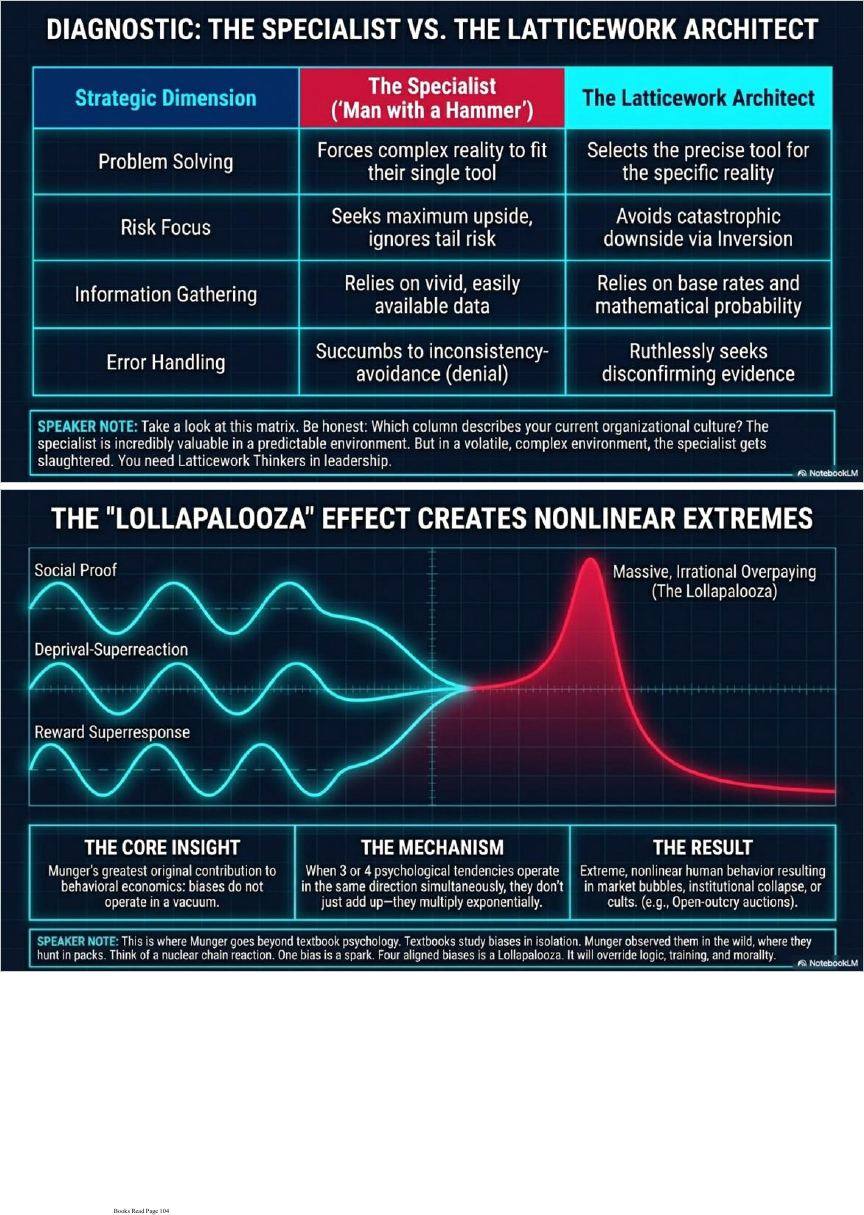 DIAGNOSTIC: THE SPECIALIST VS. THE LATTICEWORK ARCHITECT
Strategic Dimension
The Specialist
('Man with a Hammer')
The Latticework Architect
Problem Solving
Forces complex reality to fit
their single tool
Selects the precise tool for
the specific reality
Risk Focus
Seeks maximum upside,
ignores tail risk
Avoids catastrophic
downside via Inversion
Information Gathering
Relies on vivid, easily
available data
Relies on base rates and
mathematical probability
Error Handling
Succumbs to inconsistency-
avoidance (denial)
Ruthlessly seeks
disconfirming evidence
SPEAKER NOTE: Take a look at this matrix. Be honest: Which column describes your current organizational culture? The
specialist is incredibly valuable in a predictable environment. But in a volatile, complex environment, the specialist gets
slaughtered. You need Latticework Thinkers in leadership.
NotebookLM
THE "LOLLAPALOOZA" EFFECT CREATES NONLINEAR EXTREMES
Social Proof
Massive, Irrational Overpaying
(The Lollapalooza)
Deprival-Superreaction
Reward Superresponse
THE CORE INSIGHT
Munger's greatest original contribution to
behavioral economics: biases do not
operate in a vacuum.
THE MECHANISM
When 3 or 4 psychological tendencies operate
in the same direction simultaneously, they don't
just add up—they multiply exponentially.
THE RESULT
Extreme, nonlinear human behavior resulting
in market bubbles, institutional collapse, or
cults. (e.g., Open-outcry auctions).
SPEAKER NOTE: This is where Munger goes beyond textbook psychology. Textbooks study biases in isolation. Munger observed them in the wild, where they
hunt in packs. Think of a nuclear chain reaction. One bias is a spark. Four aligned biases is a Lollapalooza. It will override logic, training, and morality.
NotebookLM
Books Read Page 104